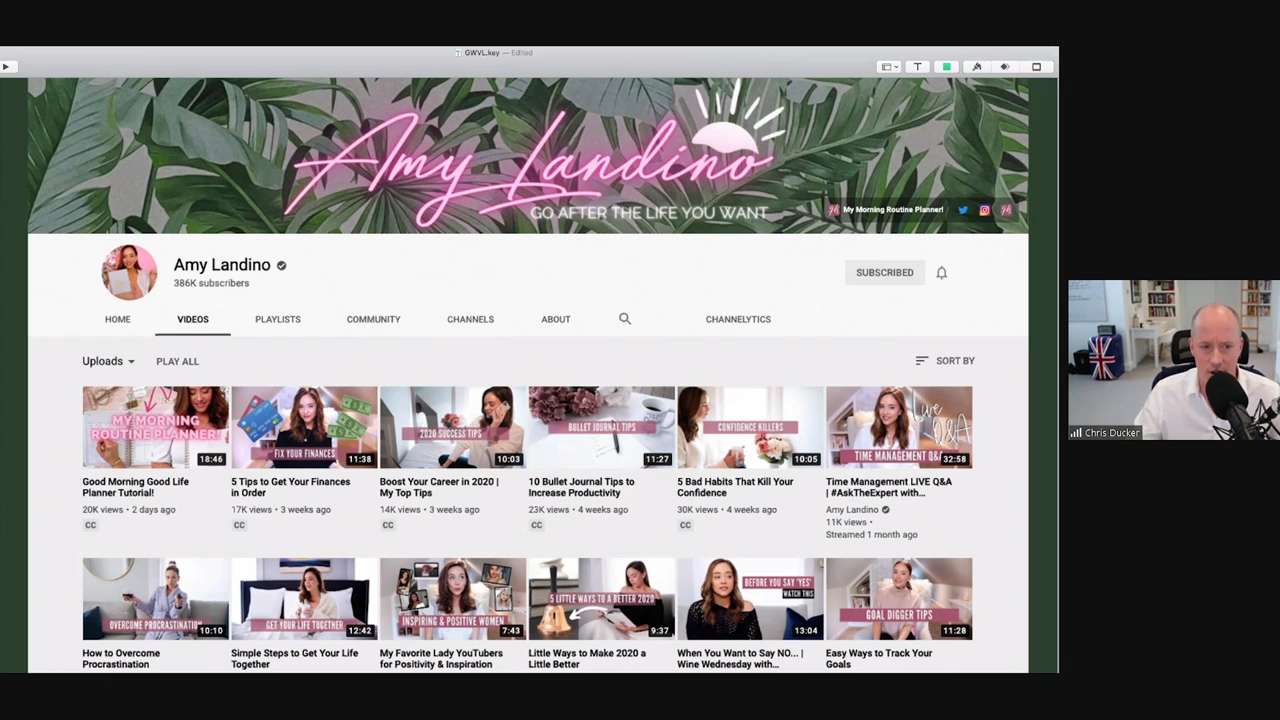 GWVL.key — Edited
Amy Landino
GO AFTER THE LIFE YOU WANT
My Morning Routine Planner!
Amy Landino
386K subscribers
SUBSCRIBED
HOME VIDEOS PLAYLISTS COMMUNITY CHANNELS ABOUT CHANNELYTICS
Uploads PLAY ALL SORT BY
MY MORNING
ROUTINE PLANNER!
18:46
FIX YOUR FINANCES
11:38
2020 SUCCESS TIPS
10:03
BULLET JOURNAL TIPS
11:27
CONFIDENCE KILLERS
10:05
Live
Q&A
TIME MANAGEMENT Q&A
32:58
Good Morning Good Life
Planner Tutorial!
20K views • 2 days ago
CC
5 Tips to Get Your Finances
in Order
17K views • 3 weeks ago
CC
Boost Your Career in 2020 |
My Top Tips
14K views • 3 weeks ago
CC
10 Bullet Journal Tips to
Increase Productivity
23K views • 4 weeks ago
CC
5 Bad Habits That Kill Your
Confidence
30K views • 4 weeks ago
CC
Time Management LIVE Q&A
| #AskTheExpert with...
Amy Landino
11K views •
Streamed 1 month ago
OVERCOME PROCRASTINATION
10:10
GET YOUR LIFE TOGETHER
12:42
INSPIRING & POSITIVE WOMEN
7:43
5 LITTLE WAYS TO A BETTER 2020
9:37
BEFORE YOU SAY 'YES'
WATCH THIS
13:04
GOAL DIGGER TIPS
11:28
How to Overcome
Procrastination
Simple Steps to Get Your Life
Together
My Favorite Lady YouTubers
for Positivity & Inspiration
Little Ways to Make 2020 a
Little Better
When You Want to Say NO... |
Wine Wednesday with...
Easy Ways to Track Your
Goals
Chris Ducker